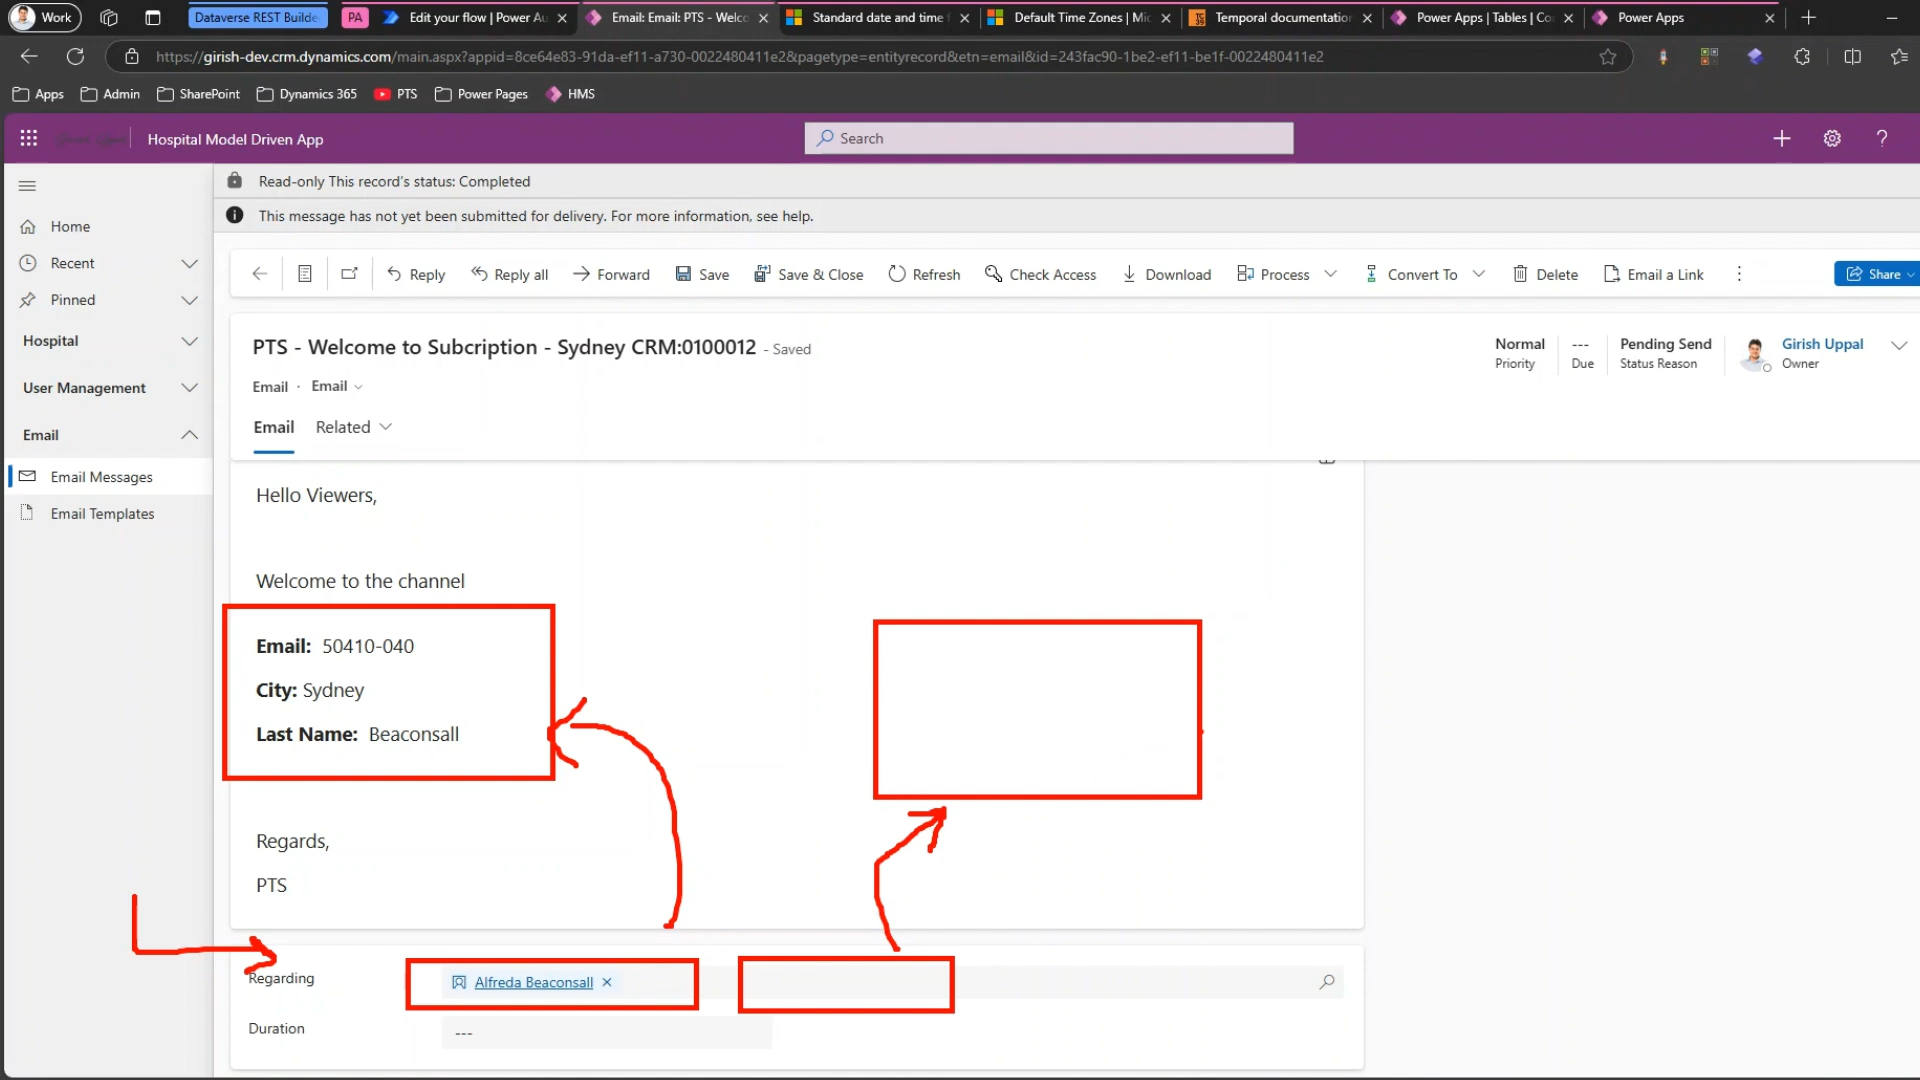 Work
Dataverse REST Builde
PA
Edit your flow | Power Au
Email: Email: PTS - Welco
Standard date and time f
Default Time Zones | Mic
Temporal documentation
Power Apps | Tables | Co
Power Apps
https://girish-dev.crm.dynamics.com/main.aspx?appid=8ce64e83-91da-ef11-a730-0022480411e2&pagetype=entityrecord&etn=email&id=243fac90-1be2-ef11-be1f-0022480411e2
Apps
Admin
SharePoint
Dynamics 365
PTS
Power Pages
HMS
Hospital Model Driven App
Search
Read-only This record's status: Completed
This message has not yet been submitted for delivery. For more information, see help.
Home
Recent
Pinned
Hospital
User Management
Email
Email Messages
Email Templates
Reply
Reply all
Forward
Save
Save & Close
Refresh
Check Access
Download
Process
Convert To
Delete
Email a Link
Share
PTS - Welcome to Subcription - Sydney CRM:0100012 - Saved
Email · Email
Normal
Priority
---
Due
Pending Send
Status Reason
Girish Uppal
Owner
Email
Related
Hello Viewers,
Welcome to the channel
Email: 50410-040
City: Sydney
Last Name: Beaconsall
Regards,
PTS
Regarding
Alfreda Beaconsall
Duration
---